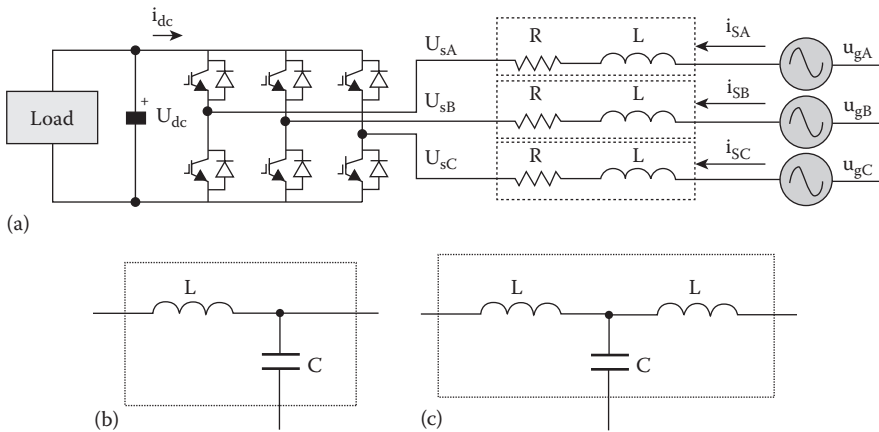 i_dc
R L
i_SA
u_gA
U_sA
+
Load
U_dc
U_sB
R L
i_SB
u_gB
U_sC
R L
i_SC
u_gC
(a)
L
C
(b)
L L
C
(c)